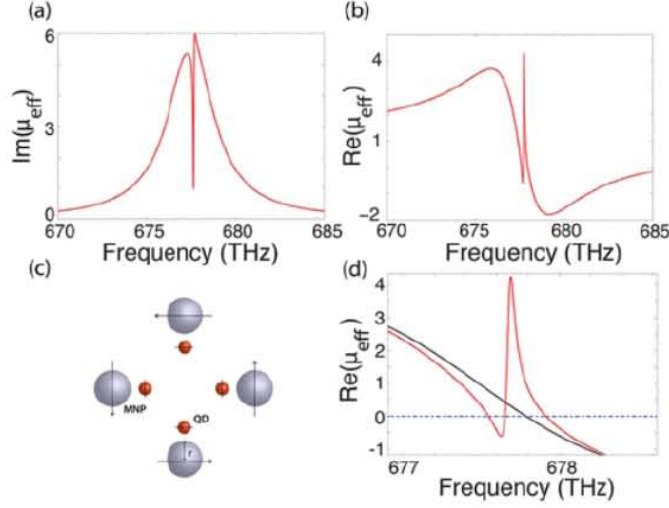 (a)
6
3
0
Im(μeff)
670 675 680 685
Frequency (THz)
(b)
4
1
−2
Re(μeff)
670 675 680 685
Frequency (THz)
(c)
MNP
QD
r
(d)
4
3
2
1
0
-1
Re(μeff)
677 678
Frequency (THz)